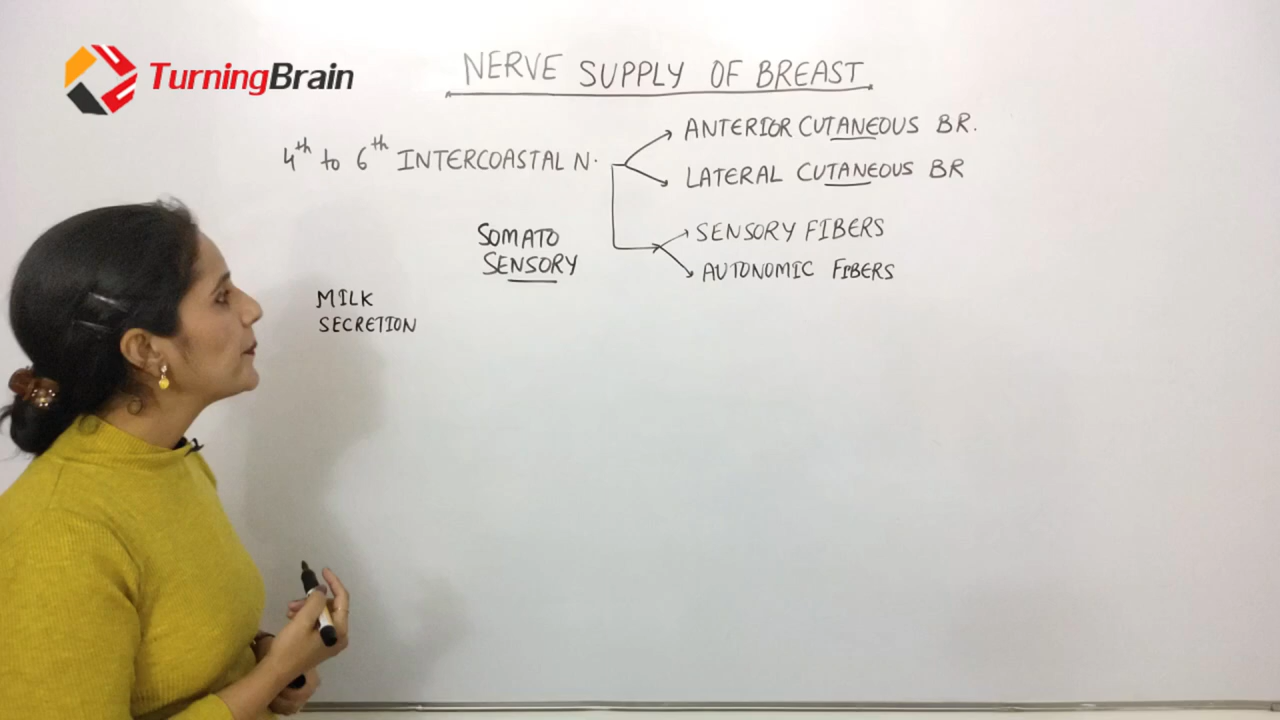 TurningBrain
NERVE SUPPLY OF BREAST
4th to 6th INTERCOASTAL N.
ANTERIOR CUTANEOUS BR.
LATERAL CUTANEOUS BR
SOMATO
SENSORY
SENSORY FIBERS
AUTONOMIC FIBERS
MILK
SECRETION